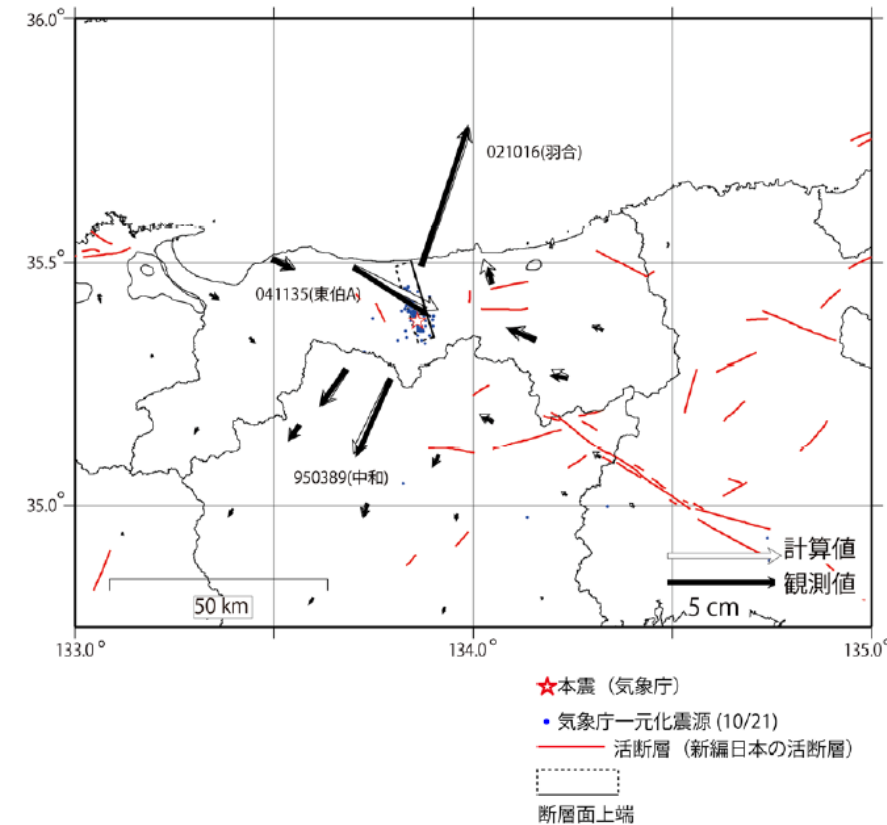 36.0°
021016(羽合)
35.5°
041135(東伯A)
950389(中和)
35.0°
計算値
観測値
50 km
5 cm
133.0°
134.0°
135.0°
本震（気象庁）
気象庁一元化震源 (10/21)
活断層（新編日本の活断層）
断層面上端